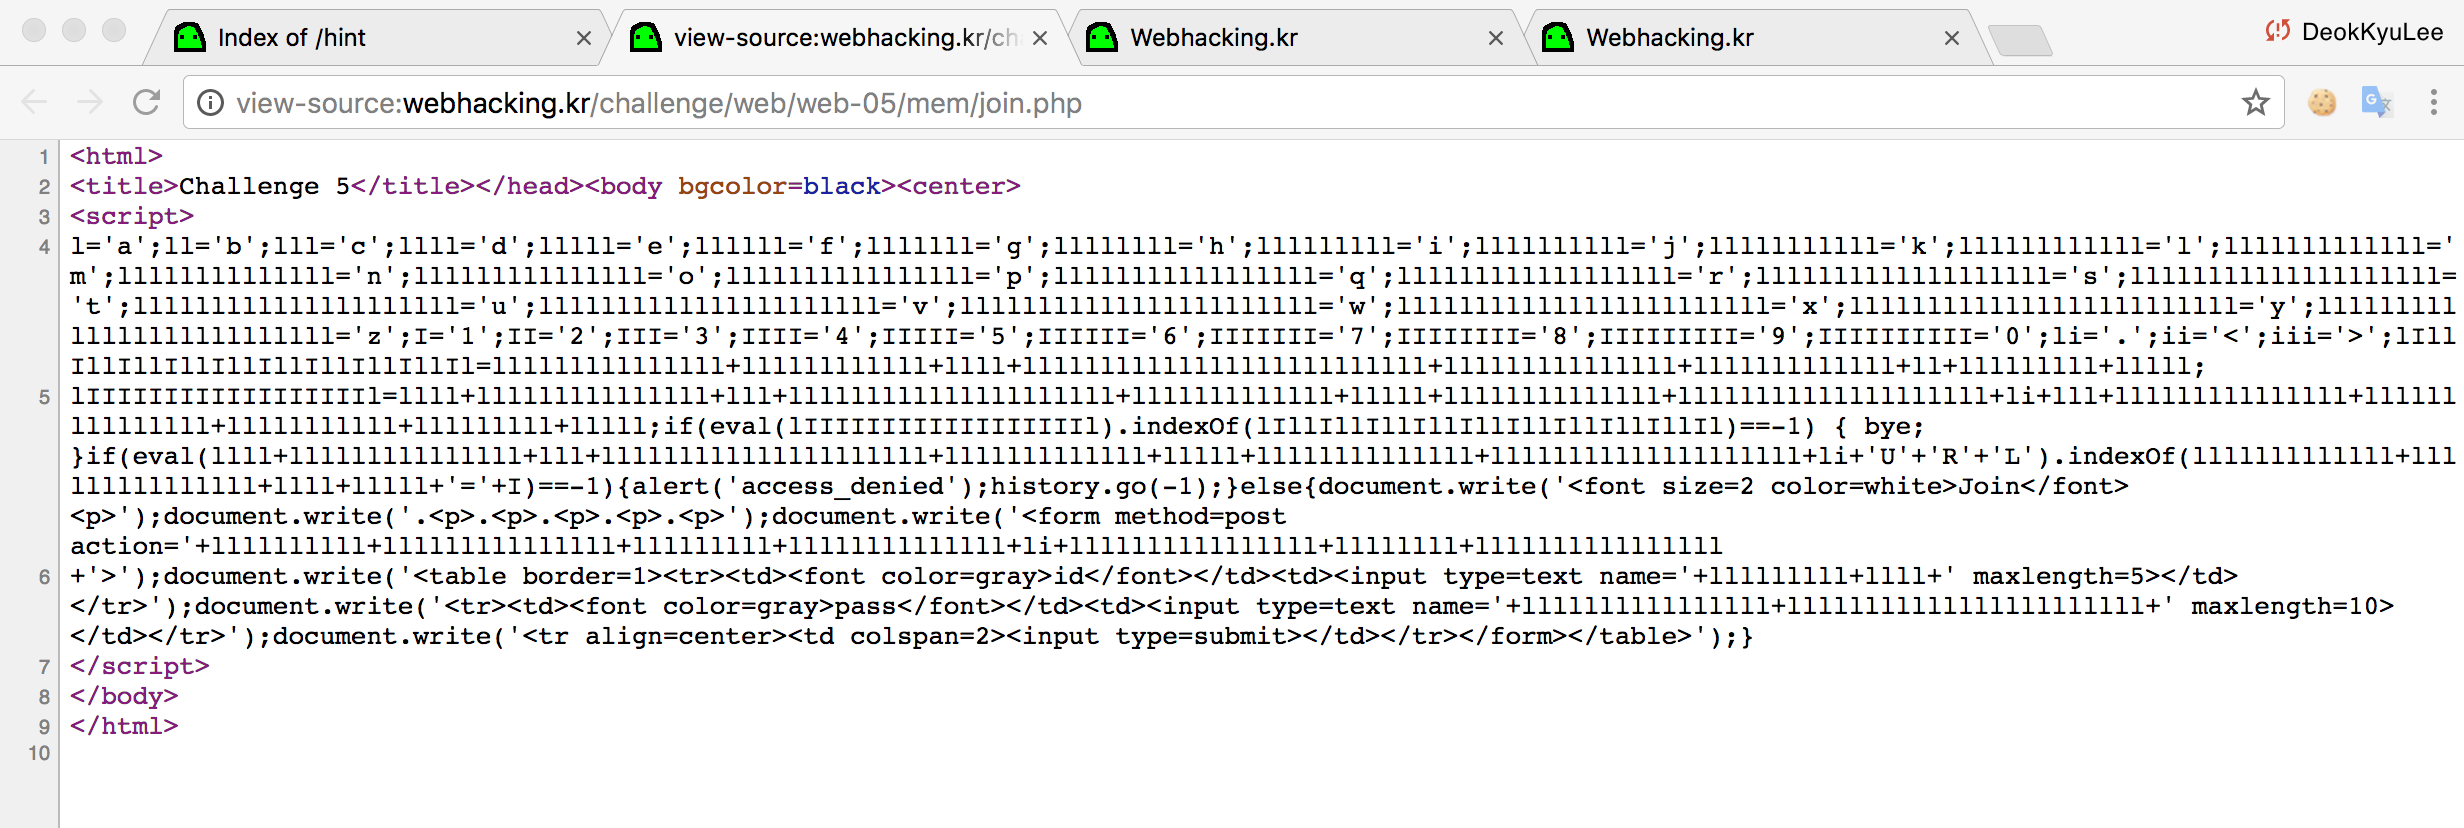 Index of /hint
view-source:webhacking.kr/ch
Webhacking.kr
Webhacking.kr
DeokKyuLee
view-source:webhacking.kr/challenge/web/web-05/mem/join.php
1 <html>
2 <title>Challenge 5</title></head><body bgcolor=black><center>
3 <script>
4 l='a';ll='b';lll='c';llll='d';lllll='e';llllll='f';lllllll='g';llllllll='h';lllllllll='i';llllllllll='j';lllllllllll='k';llllllllllll='l';lllllllllllll='
m';llllllllllllll='n';lllllllllllllll='o';llllllllllllllll='p';lllllllllllllllll='q';llllllllllllllllll='r';lllllllllllllllllll='s';llllllllllllllllllll=
't';lllllllllllllllllllll='u';llllllllllllllllllllll='v';lllllllllllllllllllllll='w';llllllllllllllllllllllll='x';lllllllllllllllllllllllll='y';lllllllll
lllllllllllllllll='z';I='1';II='2';III='3';IIII='4';IIIII='5';IIIIII='6';IIIIIII='7';IIIIIIII='8';IIIIIIIII='9';IIIIIIIIII='0';li='.';ii='<';iii='>';lIll
IllIllIllIllIllIllIllIllIl=lllllllllllllll+llllllllllll+llll+llllllllllllllllllllllllll+lllllllllllllll+lllllllllllll+ll+lllllllll+lllll;
5 lIIIIIIIIIIIIIIIIIIl=llll+lllllllllllllll+lll+lllllllllllllllllllll+lllllllllllll+lllll+llllllllllllll+llllllllllllllllllll+li+lll+lllllllllllllll+llllll
lllllllll+lllllllllll+lllllllll+lllll;if(eval(lIIIIIIIIIIIIIIIIIIl).indexOf(lIllIllIllIllIllIllIllIllIllIl)==-1) { bye;
}if(eval(llll+lllllllllllllll+lll+lllllllllllllllllllll+lllllllllllll+lllll+llllllllllllll+llllllllllllllllllll+li+'U'+'R'+'L').indexOf(lllllllllllll+lll
llllllllllll+llll+lllll+'='+I)==-1){alert('access_denied');history.go(-1);}else{document.write('<font size=2 color=white>Join</font>
<p>');document.write('.<p>.<p>.<p>.<p>.<p>');document.write('<form method=post
action='+llllllllll+lllllllllllllll+lllllllll+llllllllllllll+li+llllllllllllllll+llllllll+llllllllllllllll
6 +'>');document.write('<table border=1><tr><td><font color=gray>id</font></td><td><input type=text name='+lllllllll+llll+' maxlength=5></td>
</tr>');document.write('<tr><td><font color=gray>pass</font></td><td><input type=text name='+llllllllllllllll+lllllllllllllllllllllll+' maxlength=10>
</td></tr>');document.write('<tr align=center><td colspan=2><input type=submit></td></tr></form></table>');}
7 </script>
8 </body>
9 </html>
10